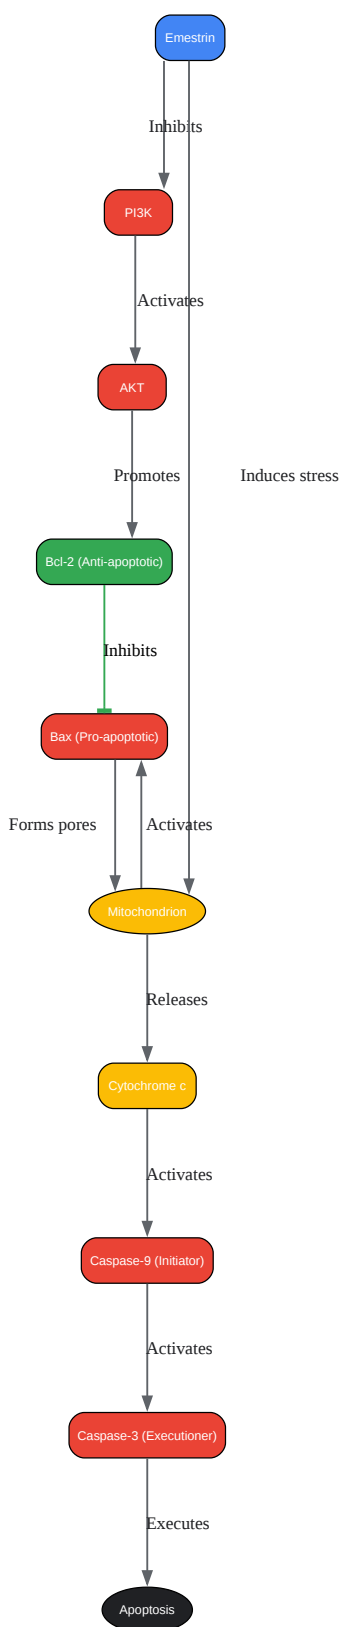 Emestrin
Inhibits
PI3K
Activates
AKT
Promotes
Induces stress
Bcl-2 (Anti-apoptotic)
Inhibits
Bax (Pro-apoptotic)
Forms pores
Activates
Mitochondrion
Releases
Cytochrome c
Activates
Caspase-9 (Initiator)
Activates
Caspase-3 (Executioner)
Executes
Apoptosis